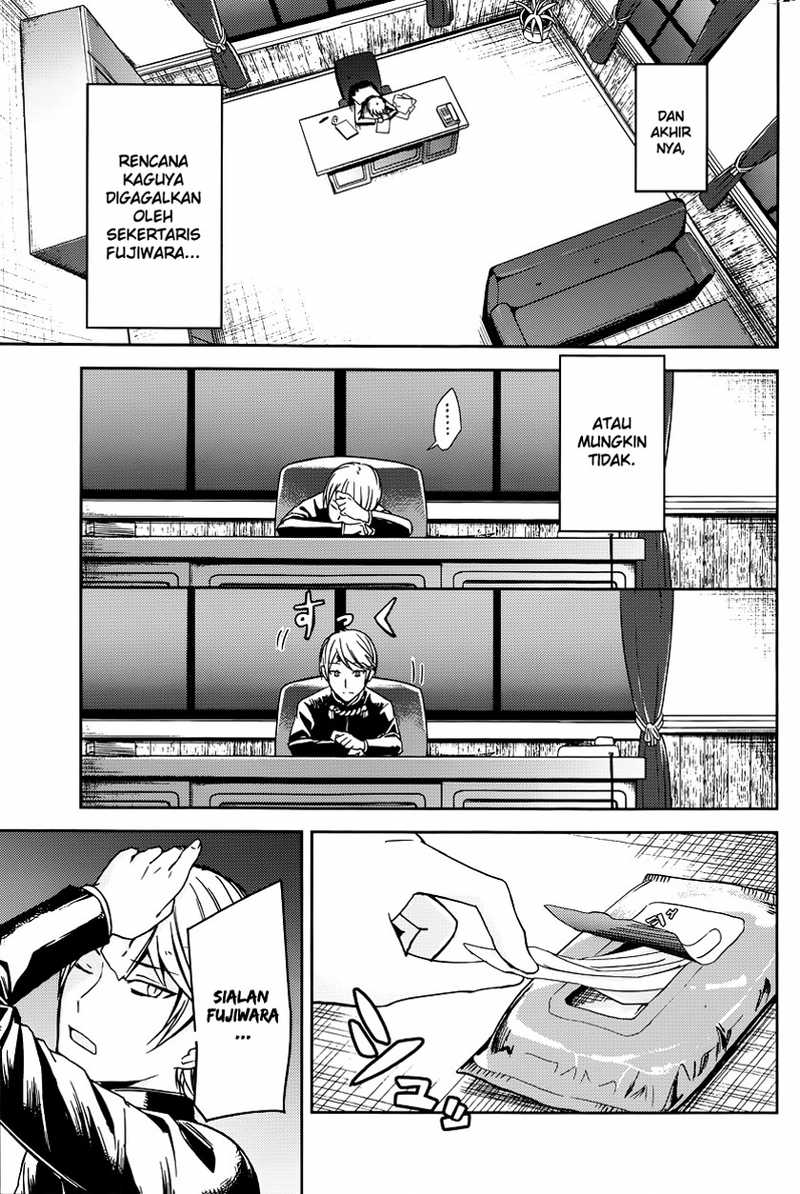 DAN
AKHIR
NYA,
RENCANA
KAGUYA
DIGAGALKAN
OLEH
SEKERTARIS
FUJIWARA...
ATAU
MUNGKIN
TIDAK.
.......
すっく
SIALAN
FUJIWARA
...